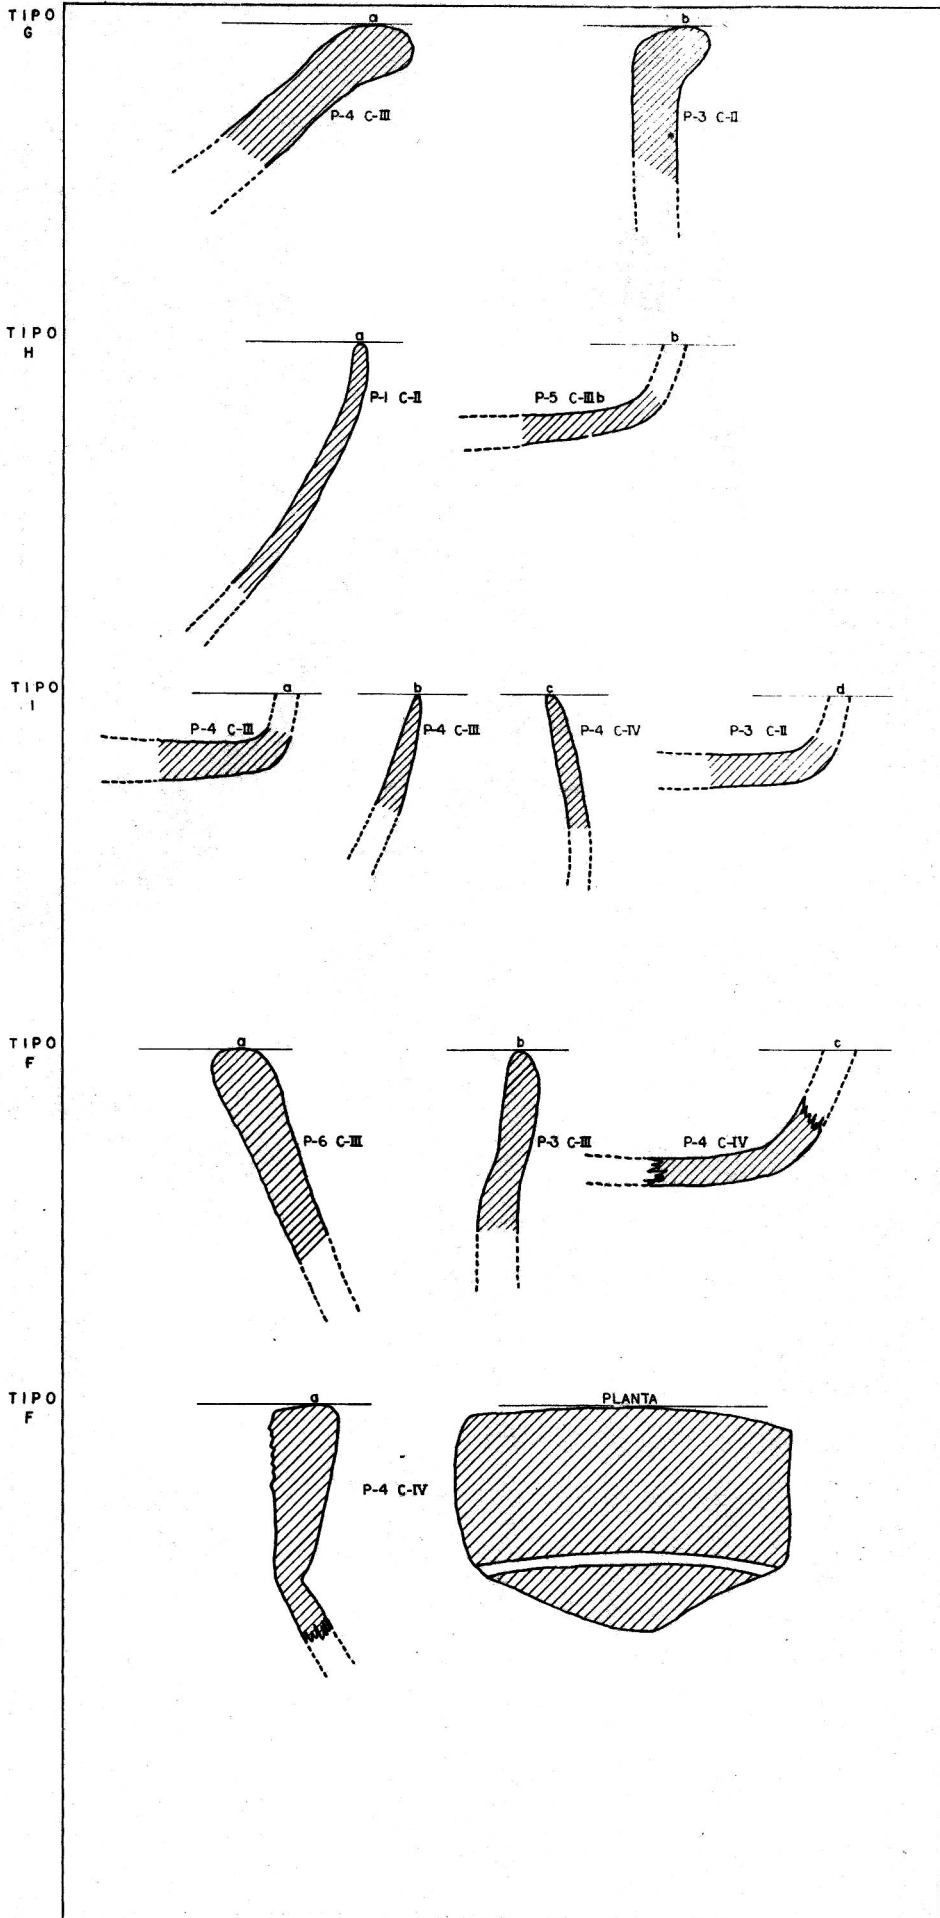 TIPO
G
a
b
P-4 C-III
P-3 C-II
TIPO
H
a
b
P-1 C-II
P-5 C-IIIb
TIPO
I
a
b
c
d
P-4 C-III
P-4 C-III
P-4 C-IV
P-3 C-II
TIPO
F
a
b
c
P-6 C-III
P-3 C-III
P-4 C-IV
TIPO
F
a
PLANTA
P-4 C-IV